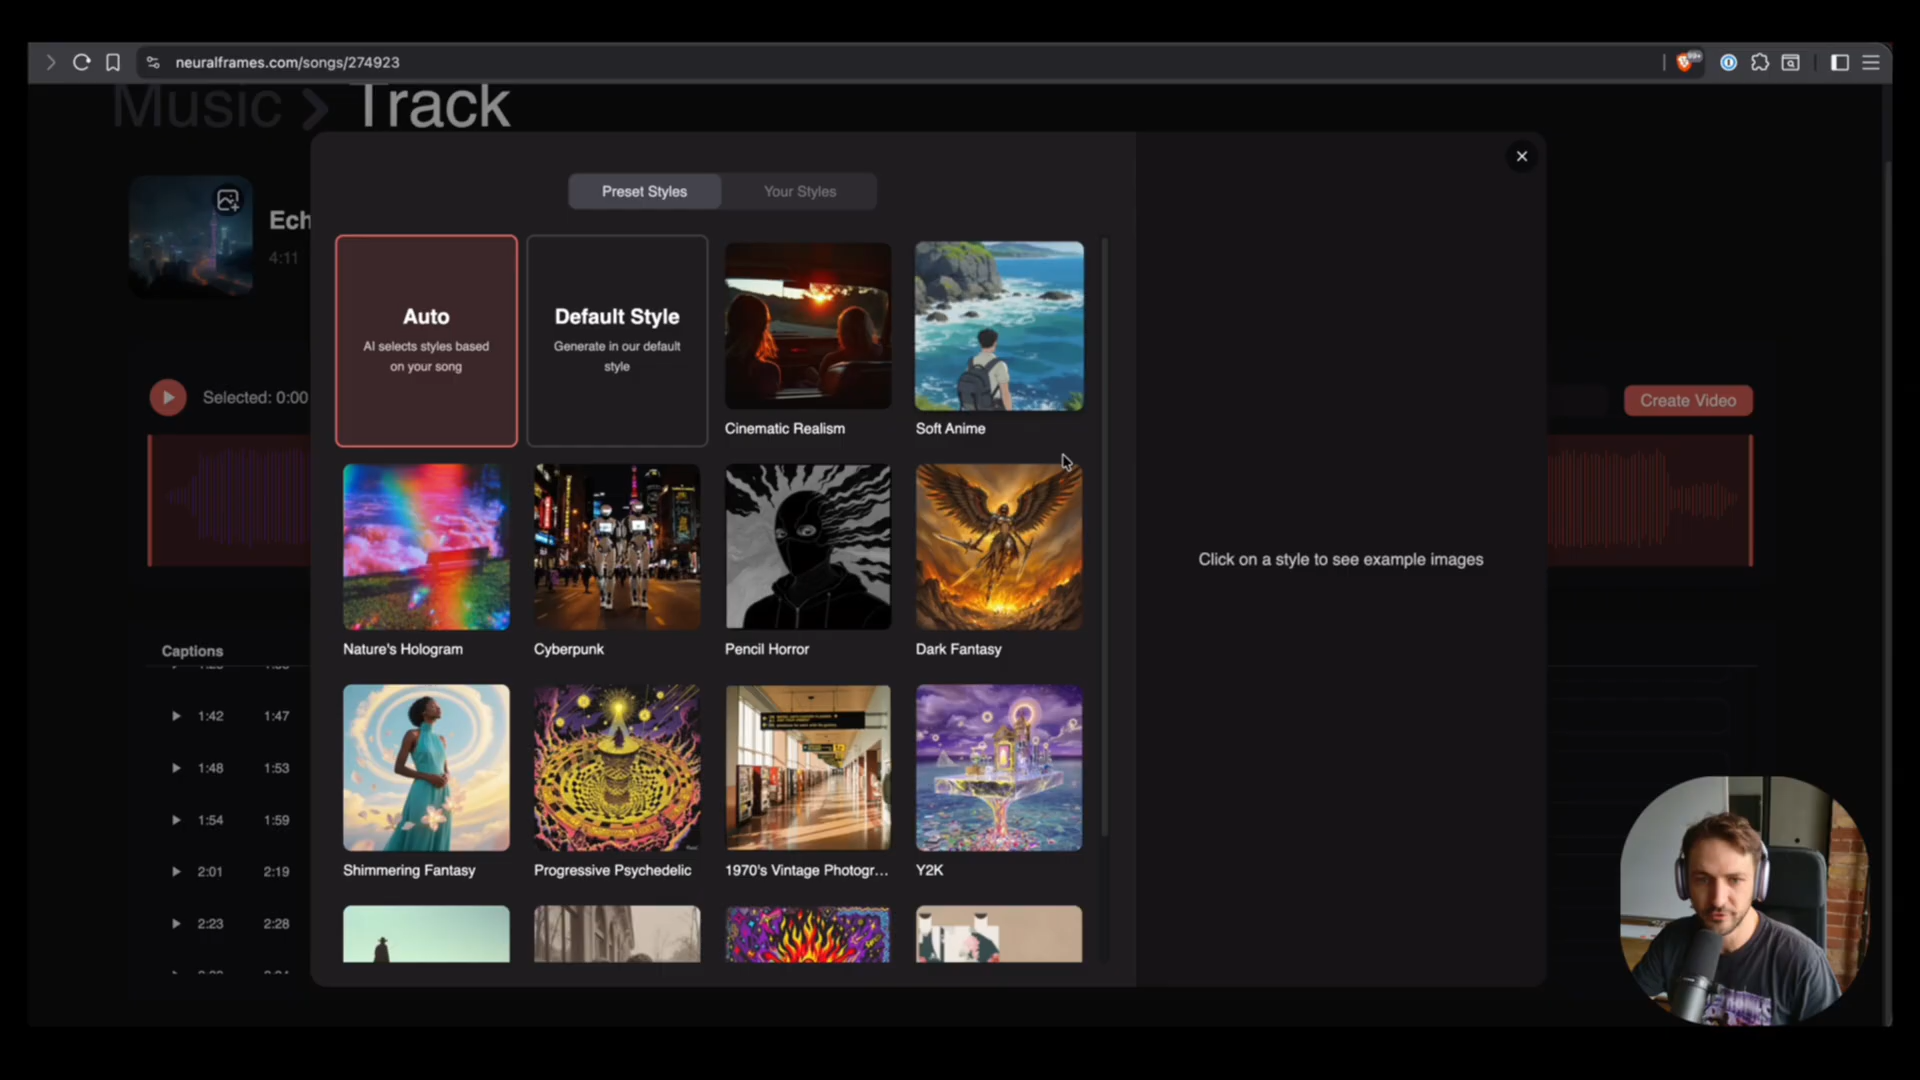 neuralframes.com/songs/274923
99+
Music > Track
Preset Styles
Your Styles
Ech
4:11
Auto
AI selects styles based
on your song
Default Style
Generate in our default
style
Cinematic Realism
Soft Anime
Selected: 0:00
Create Video
Click on a style to see example images
Nature's Hologram
Cyberpunk
Pencil Horror
Dark Fantasy
Captions
1:42 1:47
1:48 1:53
1:54 1:59
2:01 2:19
2:23 2:28
Shimmering Fantasy
Progressive Psychedelic
1970's Vintage Photogr...
Y2K